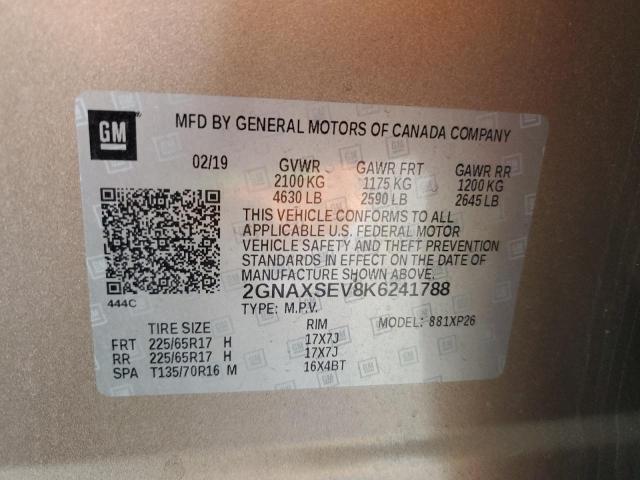 GM
MFD BY GENERAL MOTORS OF CANADA COMPANY
02/19 GVWR GAWR FRT GAWR RR
2100 KG 1175 KG 1200 KG
4630 LB 2590 LB 2645 LB
THIS VEHICLE CONFORMS TO ALL
APPLICABLE U.S. FEDERAL MOTOR
VEHICLE SAFETY AND THEFT PREVENTION
STANDARDS IN EFFECT ON THE DATE OF
MANUFACTURE SHOWN ABOVE.
444C 2GNAXSEV8K6241788
TYPE: M.P.V. MODEL: 881XP26
TIRE SIZE RIM
FRT 225/65R17 H 17X7J
RR 225/65R17 H 17X7J
SPA T135/70R16 M 16X4BT